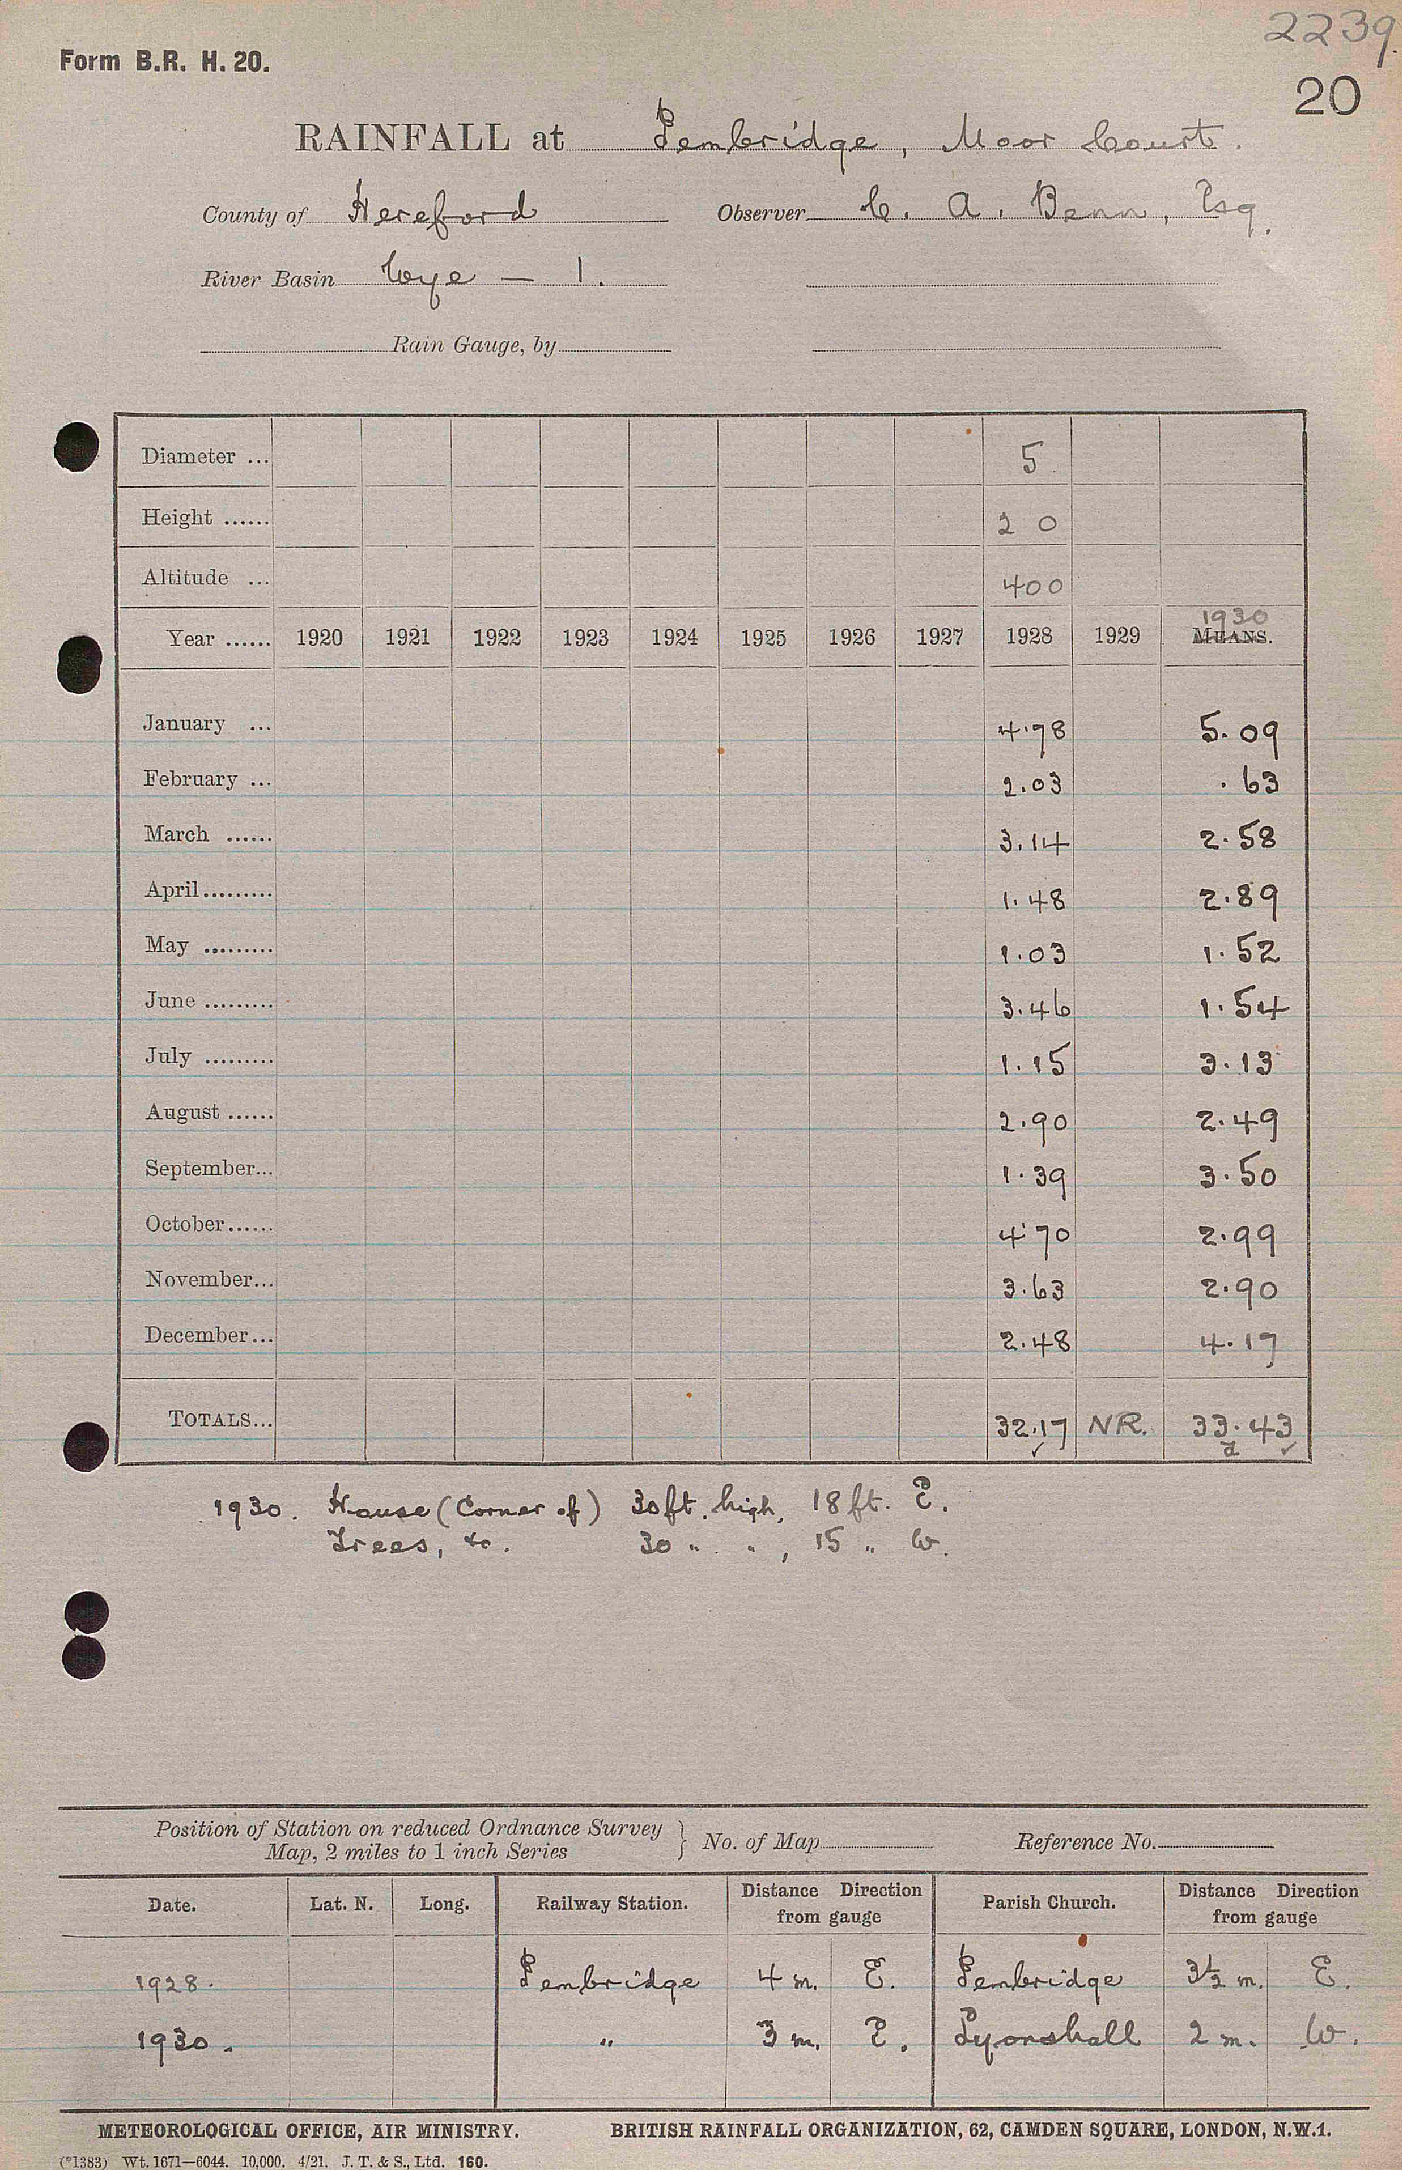 2239.
Form B.R. H. 20.
20
RAINFALL at Pembridge, Moor Court.
County of Hereford Observer C. A. Benn, Esq.
River Basin Wye — 1.
Rain Gauge, by
Diameter ... 5
Height ...... 2 0
Altitude ... 400
1930
Year ...... 1920 1921 1922 1923 1924 1925 1926 1927 1928 1929 MEANS.
January ... 4.78 5.09
February ... 2.03 .63
March ...... 3.14 2.58
April......... 1.48 2.89
May ......... 1.03 1.52
June ......... 3.46 1.54
July ......... 1.15 3.13
August ...... 2.90 2.49
September... 1.39 3.50
October...... 4.70 2.99
November... 3.63 2.90
December... 2.48 4.17
TOTALS... 32.17 NR. 33.43
✓ a ✓
1930. House (Corner of) 30 ft. high, 18 ft. E.
Trees, &c. 30 " " , 15 " W.
Position of Station on reduced Ordnance Survey
Map, 2 miles to 1 inch Series } No. of Map Reference No.
Date. Lat. N. Long. Railway Station. Distance Direction from gauge Parish Church. Distance Direction from gauge
1928. Pembridge 4 m. E. Pembridge 3½ m. E.
1930. " 3 m. E. Lyonshall 2 m. W.
METEOROLOGICAL OFFICE, AIR MINISTRY. BRITISH RAINFALL ORGANIZATION, 62, CAMDEN SQUARE, LONDON, N.W.1.
(*1383) Wt. 1671—6044. 10,000. 4/21. J. T. & S., Ltd. 160.